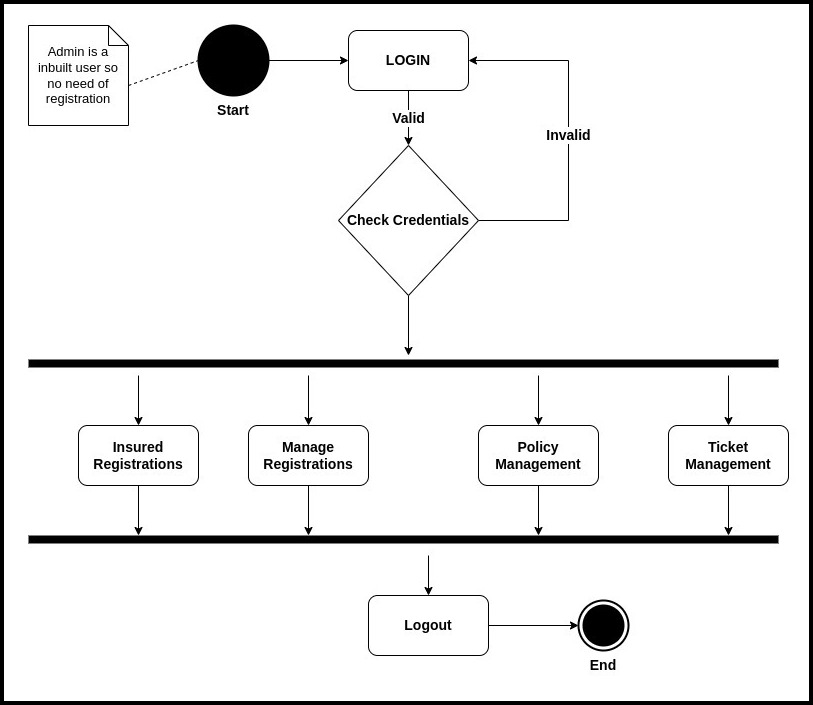 Admin is a
inbuilt user so
no need of
registration
Start
LOGIN
Valid
Invalid
Check Credentials
Insured
Registrations
Manage
Registrations
Policy
Management
Ticket
Management
Logout
End